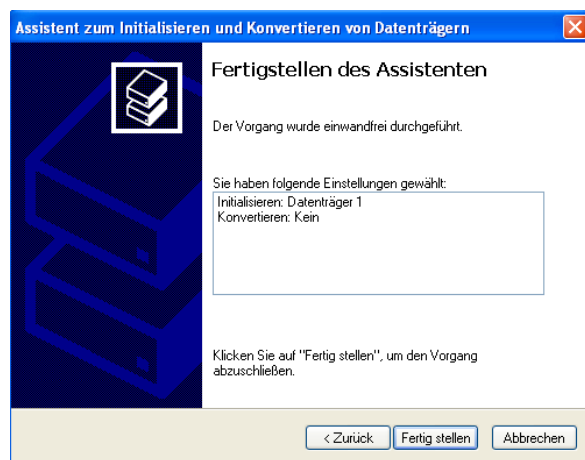 Assistent zum Initialisieren und Konvertieren von Datenträgern
Fertigstellen des Assistenten
Der Vorgang wurde einwandfrei durchgeführt.
Sie haben folgende Einstellungen gewählt:
Initialisieren: Datenträger 1
Konvertieren: Kein
Klicken Sie auf "Fertig stellen", um den Vorgang
abzuschließen.
< Zurück Fertig stellen Abbrechen